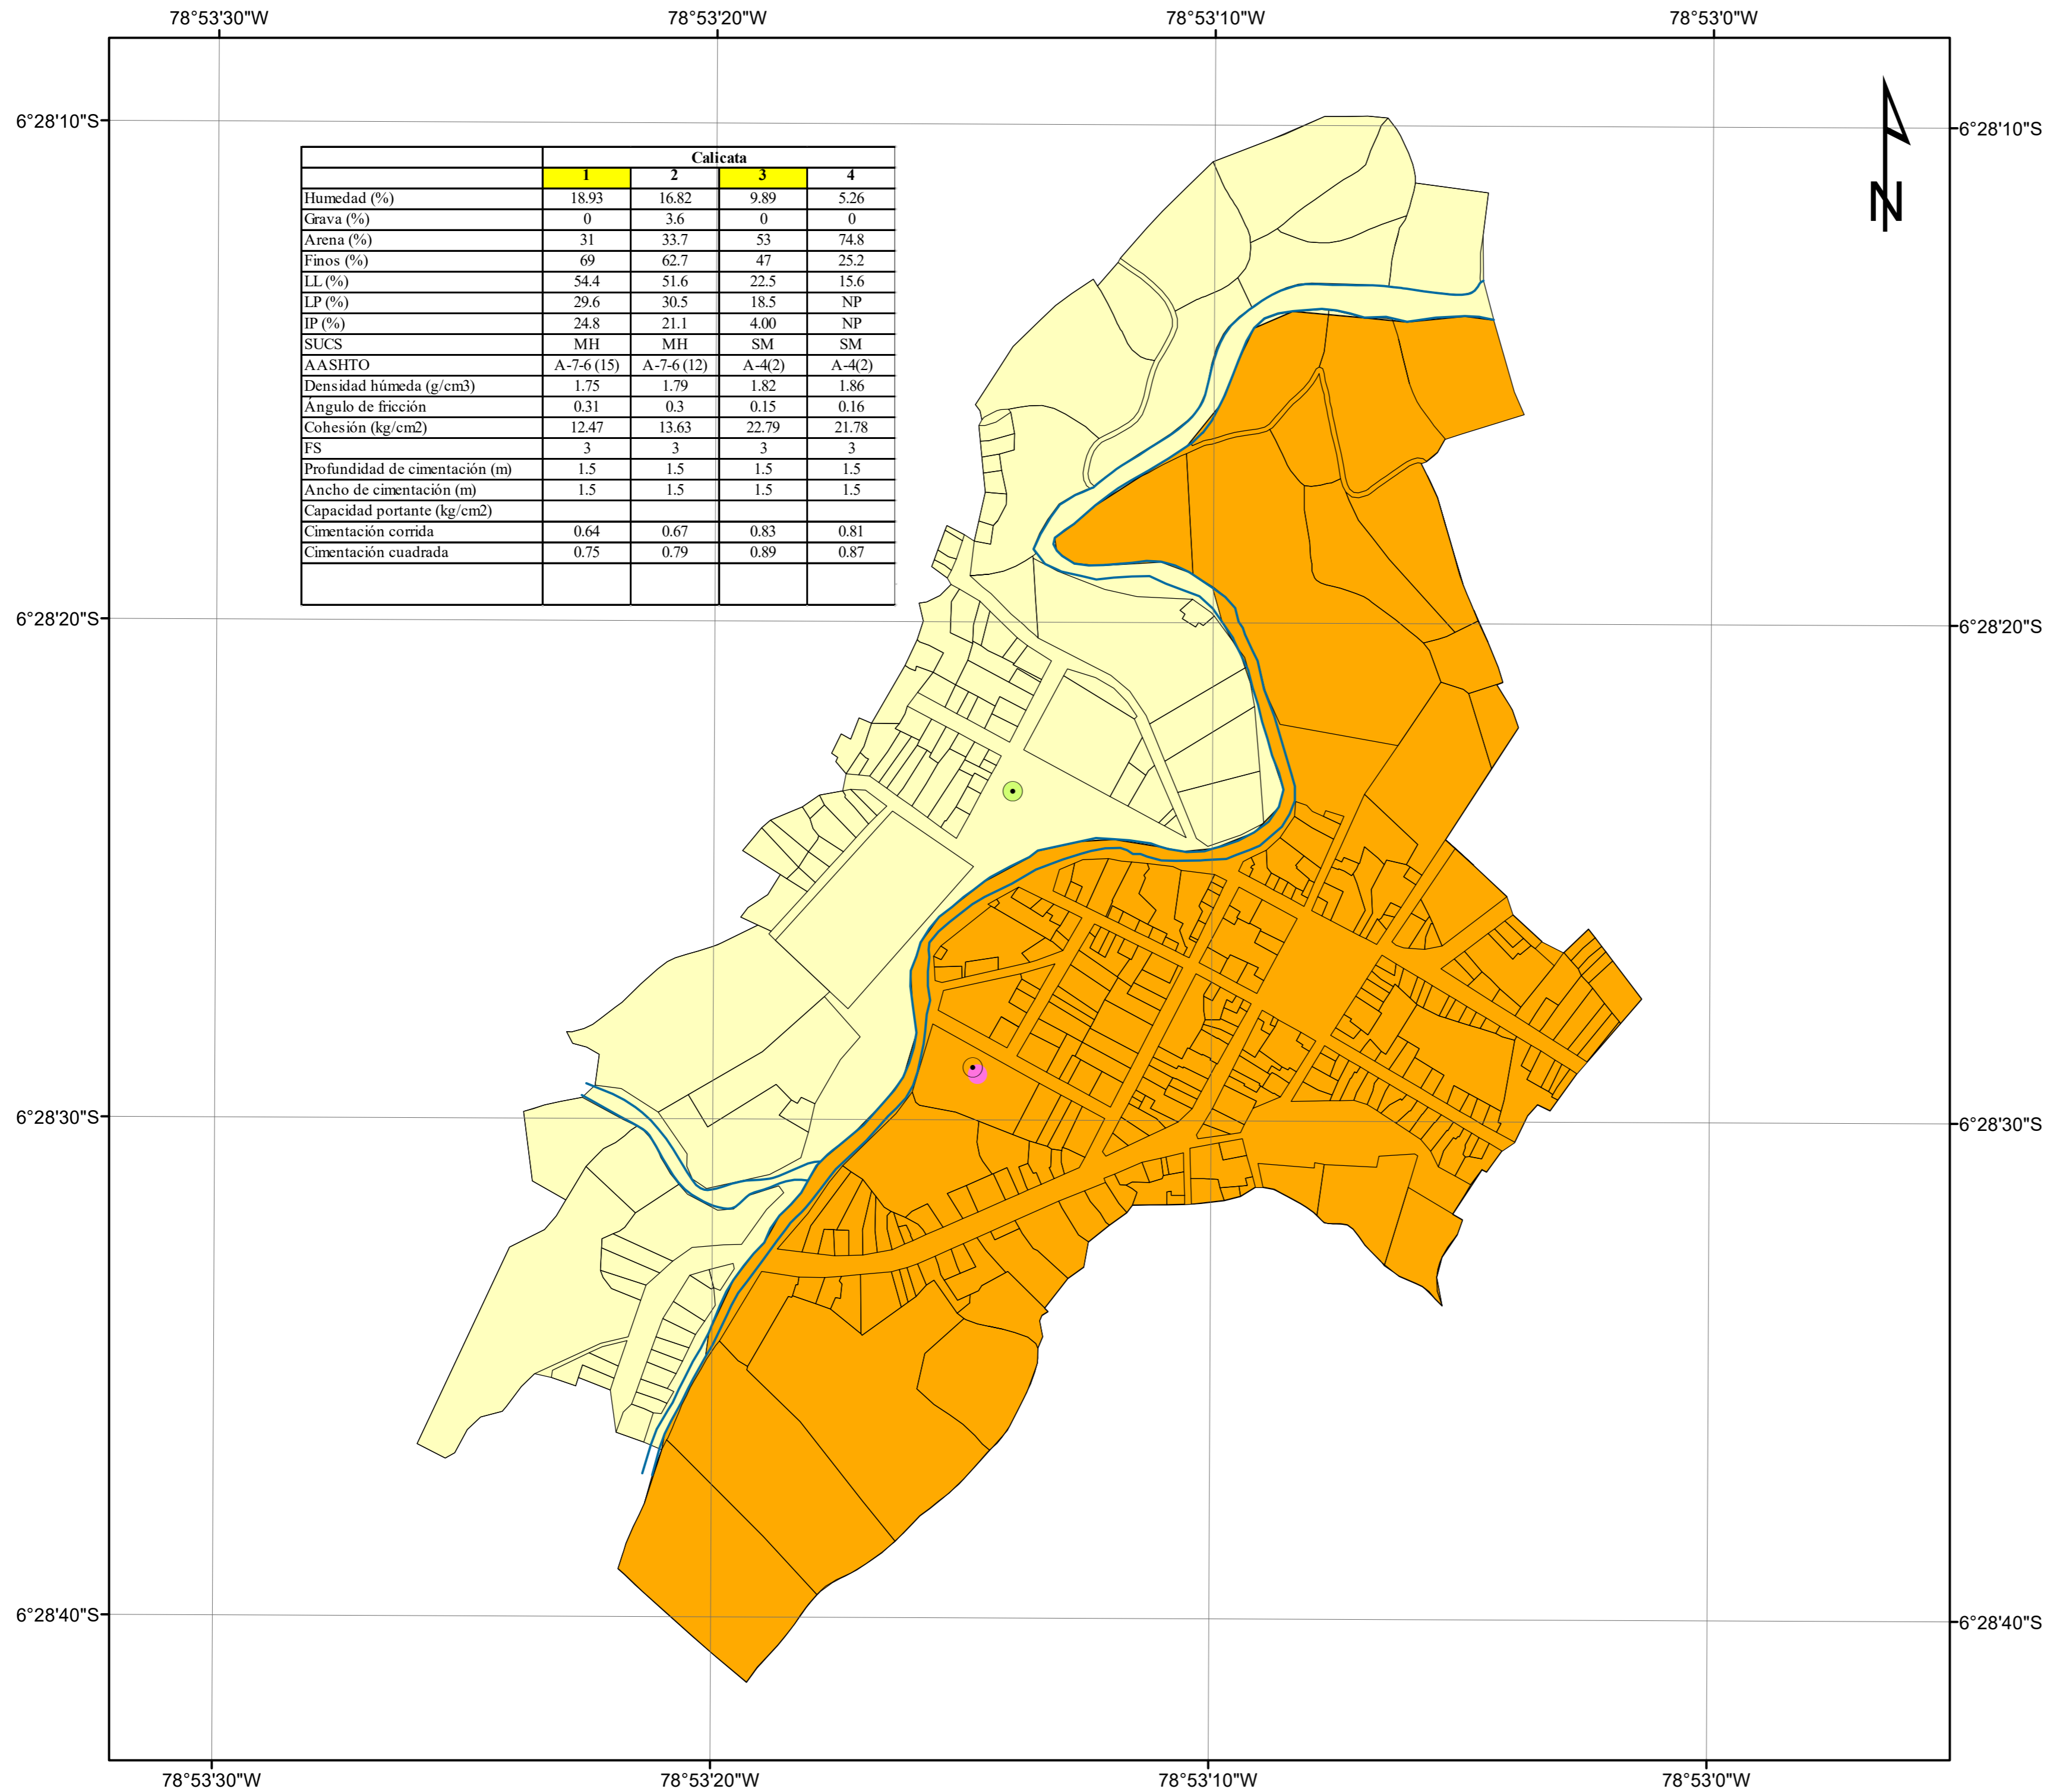 78°53'30"W 78°53'20"W 78°53'10"W 78°53'0"W
6°28'10"S 6°28'10"S
N
Calicata
1 2 3 4
Humedad (%) 18.93 16.82 9.89 5.26
Grava (%) 0 3.6 0 0
Arena (%) 31 33.7 53 74.8
Finos (%) 69 62.7 47 25.2
LL (%) 54.4 51.6 22.5 15.6
LP (%) 29.6 30.5 18.5 NP
IP (%) 24.8 21.1 4.00 NP
SUCS MH MH SM SM
AASHTO A-7-6 (15) A-7-6 (12) A-4(2) A-4(2)
Densidad húmeda (g/cm3) 1.75 1.79 1.82 1.86
Ángulo de fricción 0.31 0.3 0.15 0.16
Cohesión (kg/cm2) 12.47 13.63 22.79 21.78
FS 3 3 3 3
Profundidad de cimentación (m) 1.5 1.5 1.5 1.5
Ancho de cimentación (m) 1.5 1.5 1.5 1.5
Capacidad portante (kg/cm2)
Cimentación corrida 0.64 0.67 0.83 0.81
Cimentación cuadrada 0.75 0.79 0.89 0.87
6°28'20"S 6°28'20"S
6°28'30"S 6°28'30"S
6°28'40"S 6°28'40"S
78°53'30"W 78°53'20"W 78°53'10"W 78°53'0"W